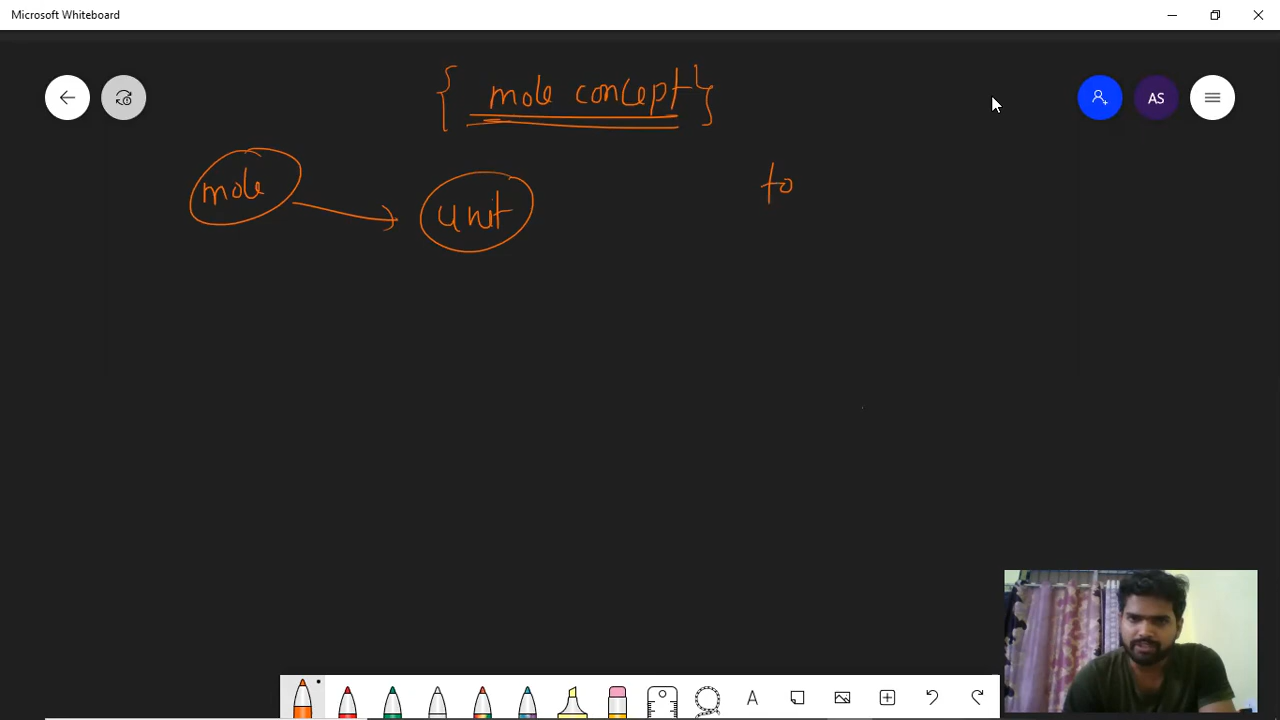 Microsoft Whiteboard
{ mole concept }
AS
mole → unit
to
A